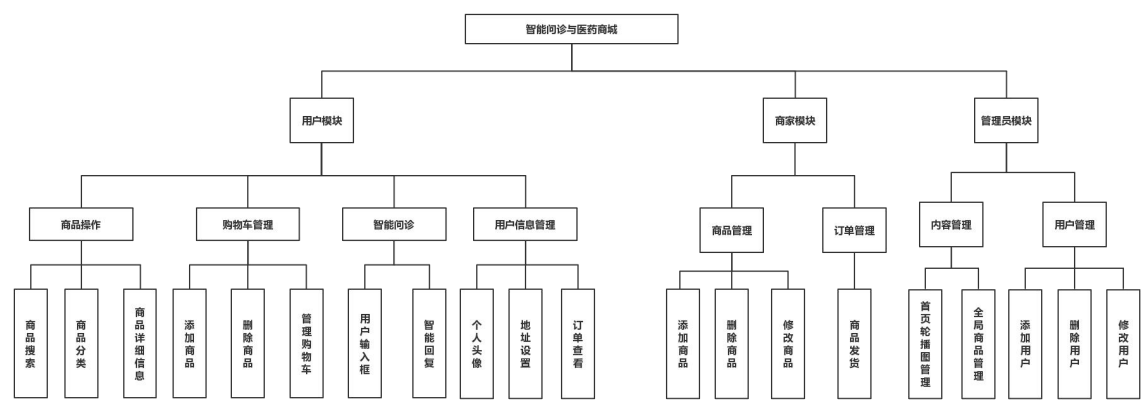 智能问诊与医药商城
用户模块
商家模块
管理员模块
商品操作
购物车管理
智能问诊
用户信息管理
商品管理
订单管理
内容管理
用户管理
商品搜索
商品分类
商品详细信息
添加商品
删除商品
管理购物车
用户输入框
智能回复
个人头像
地址设置
订单查看
添加商品
删除商品
修改商品
商品发货
首页轮播图管理
全局商品管理
添加用户
删除用户
修改用户